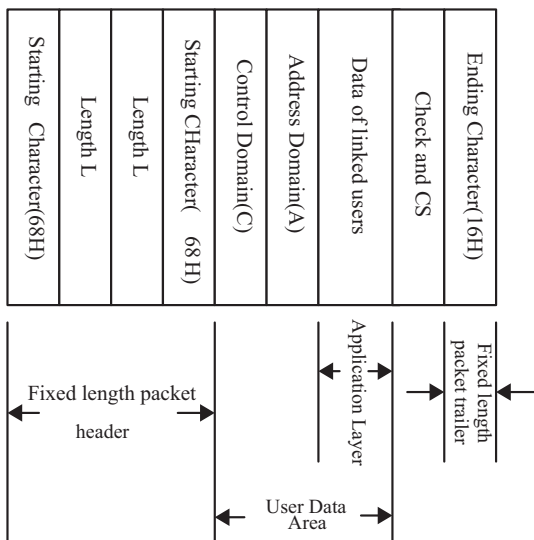 Starting Character(68H)
Length L
Length L
Starting CHaracter( 68H)
Control Domain(C)
Address Domain(A)
Data of linked users
Check and CS
Ending Character(16H)
Fixed length packet
header
Application Layer
Fixed length
packet trailer
User Data
Area